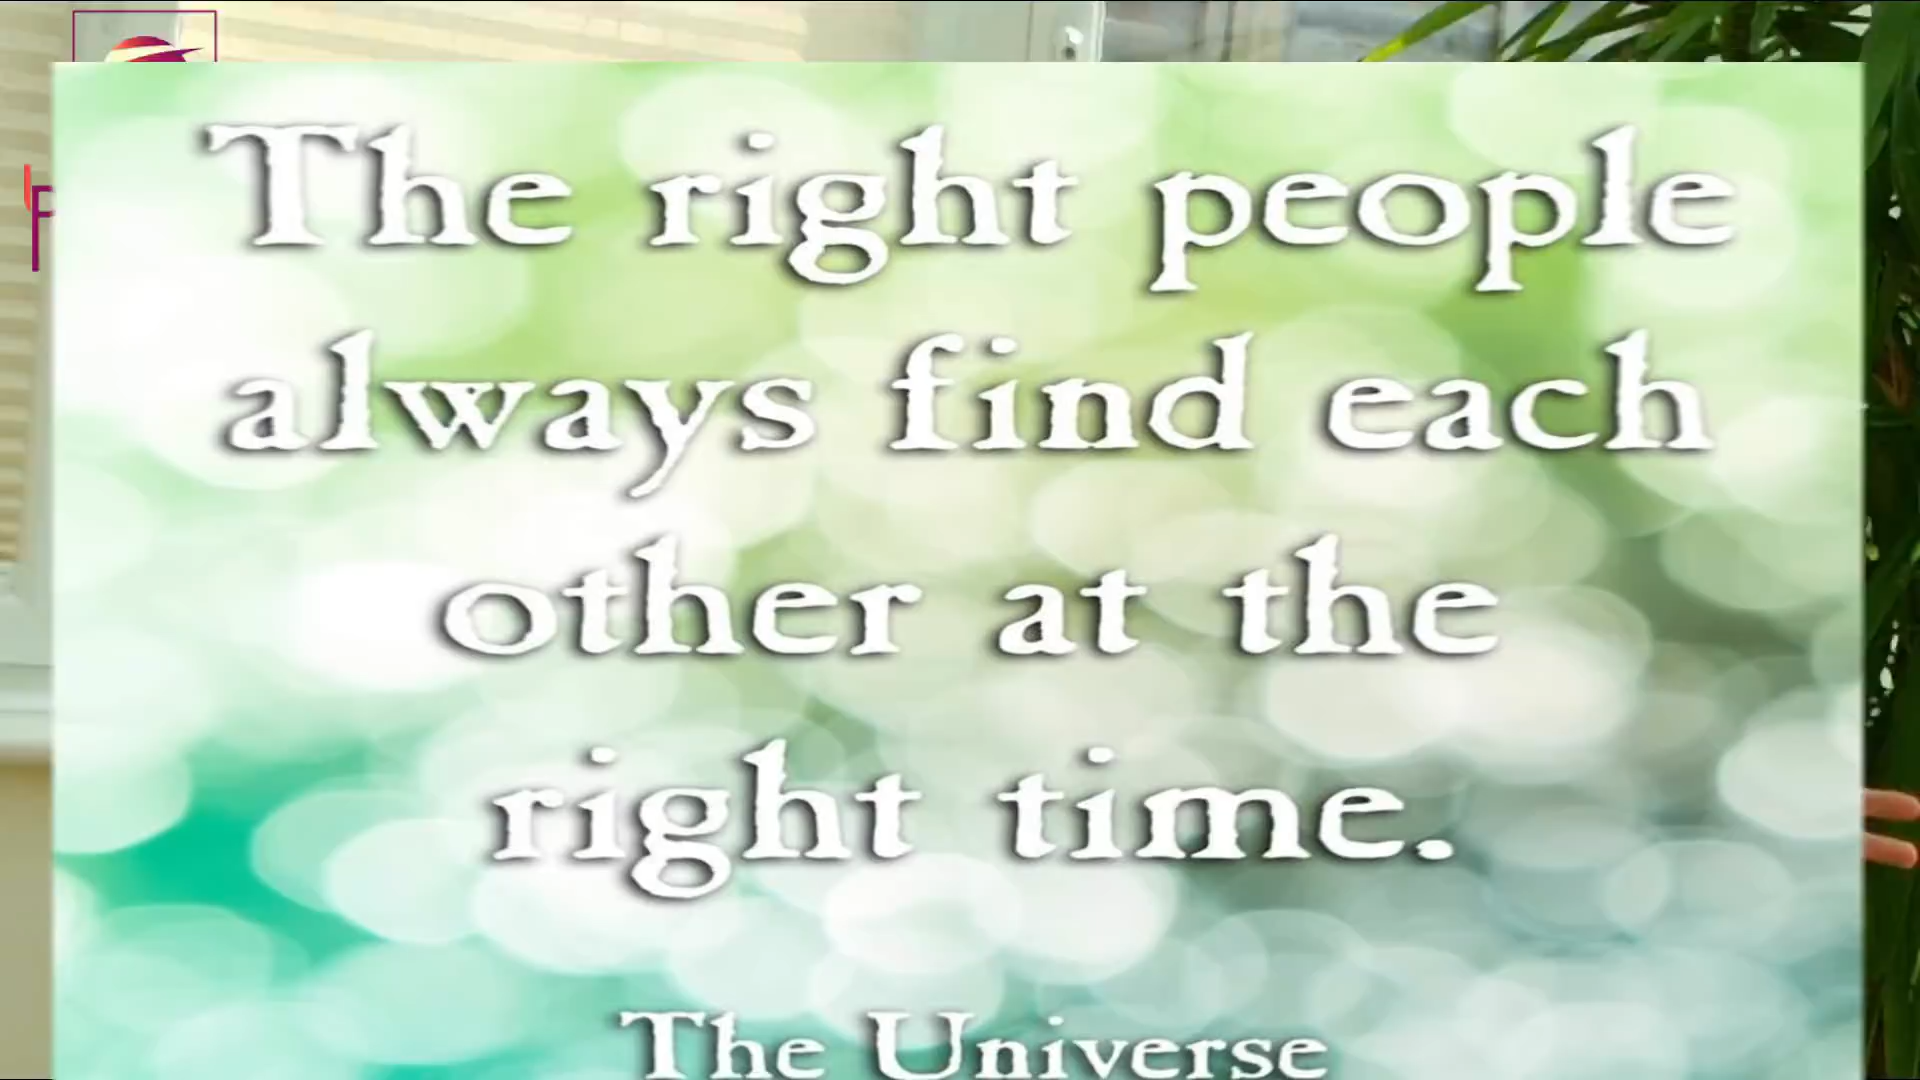 The right people
always find each
other at the
right time.
The Universe